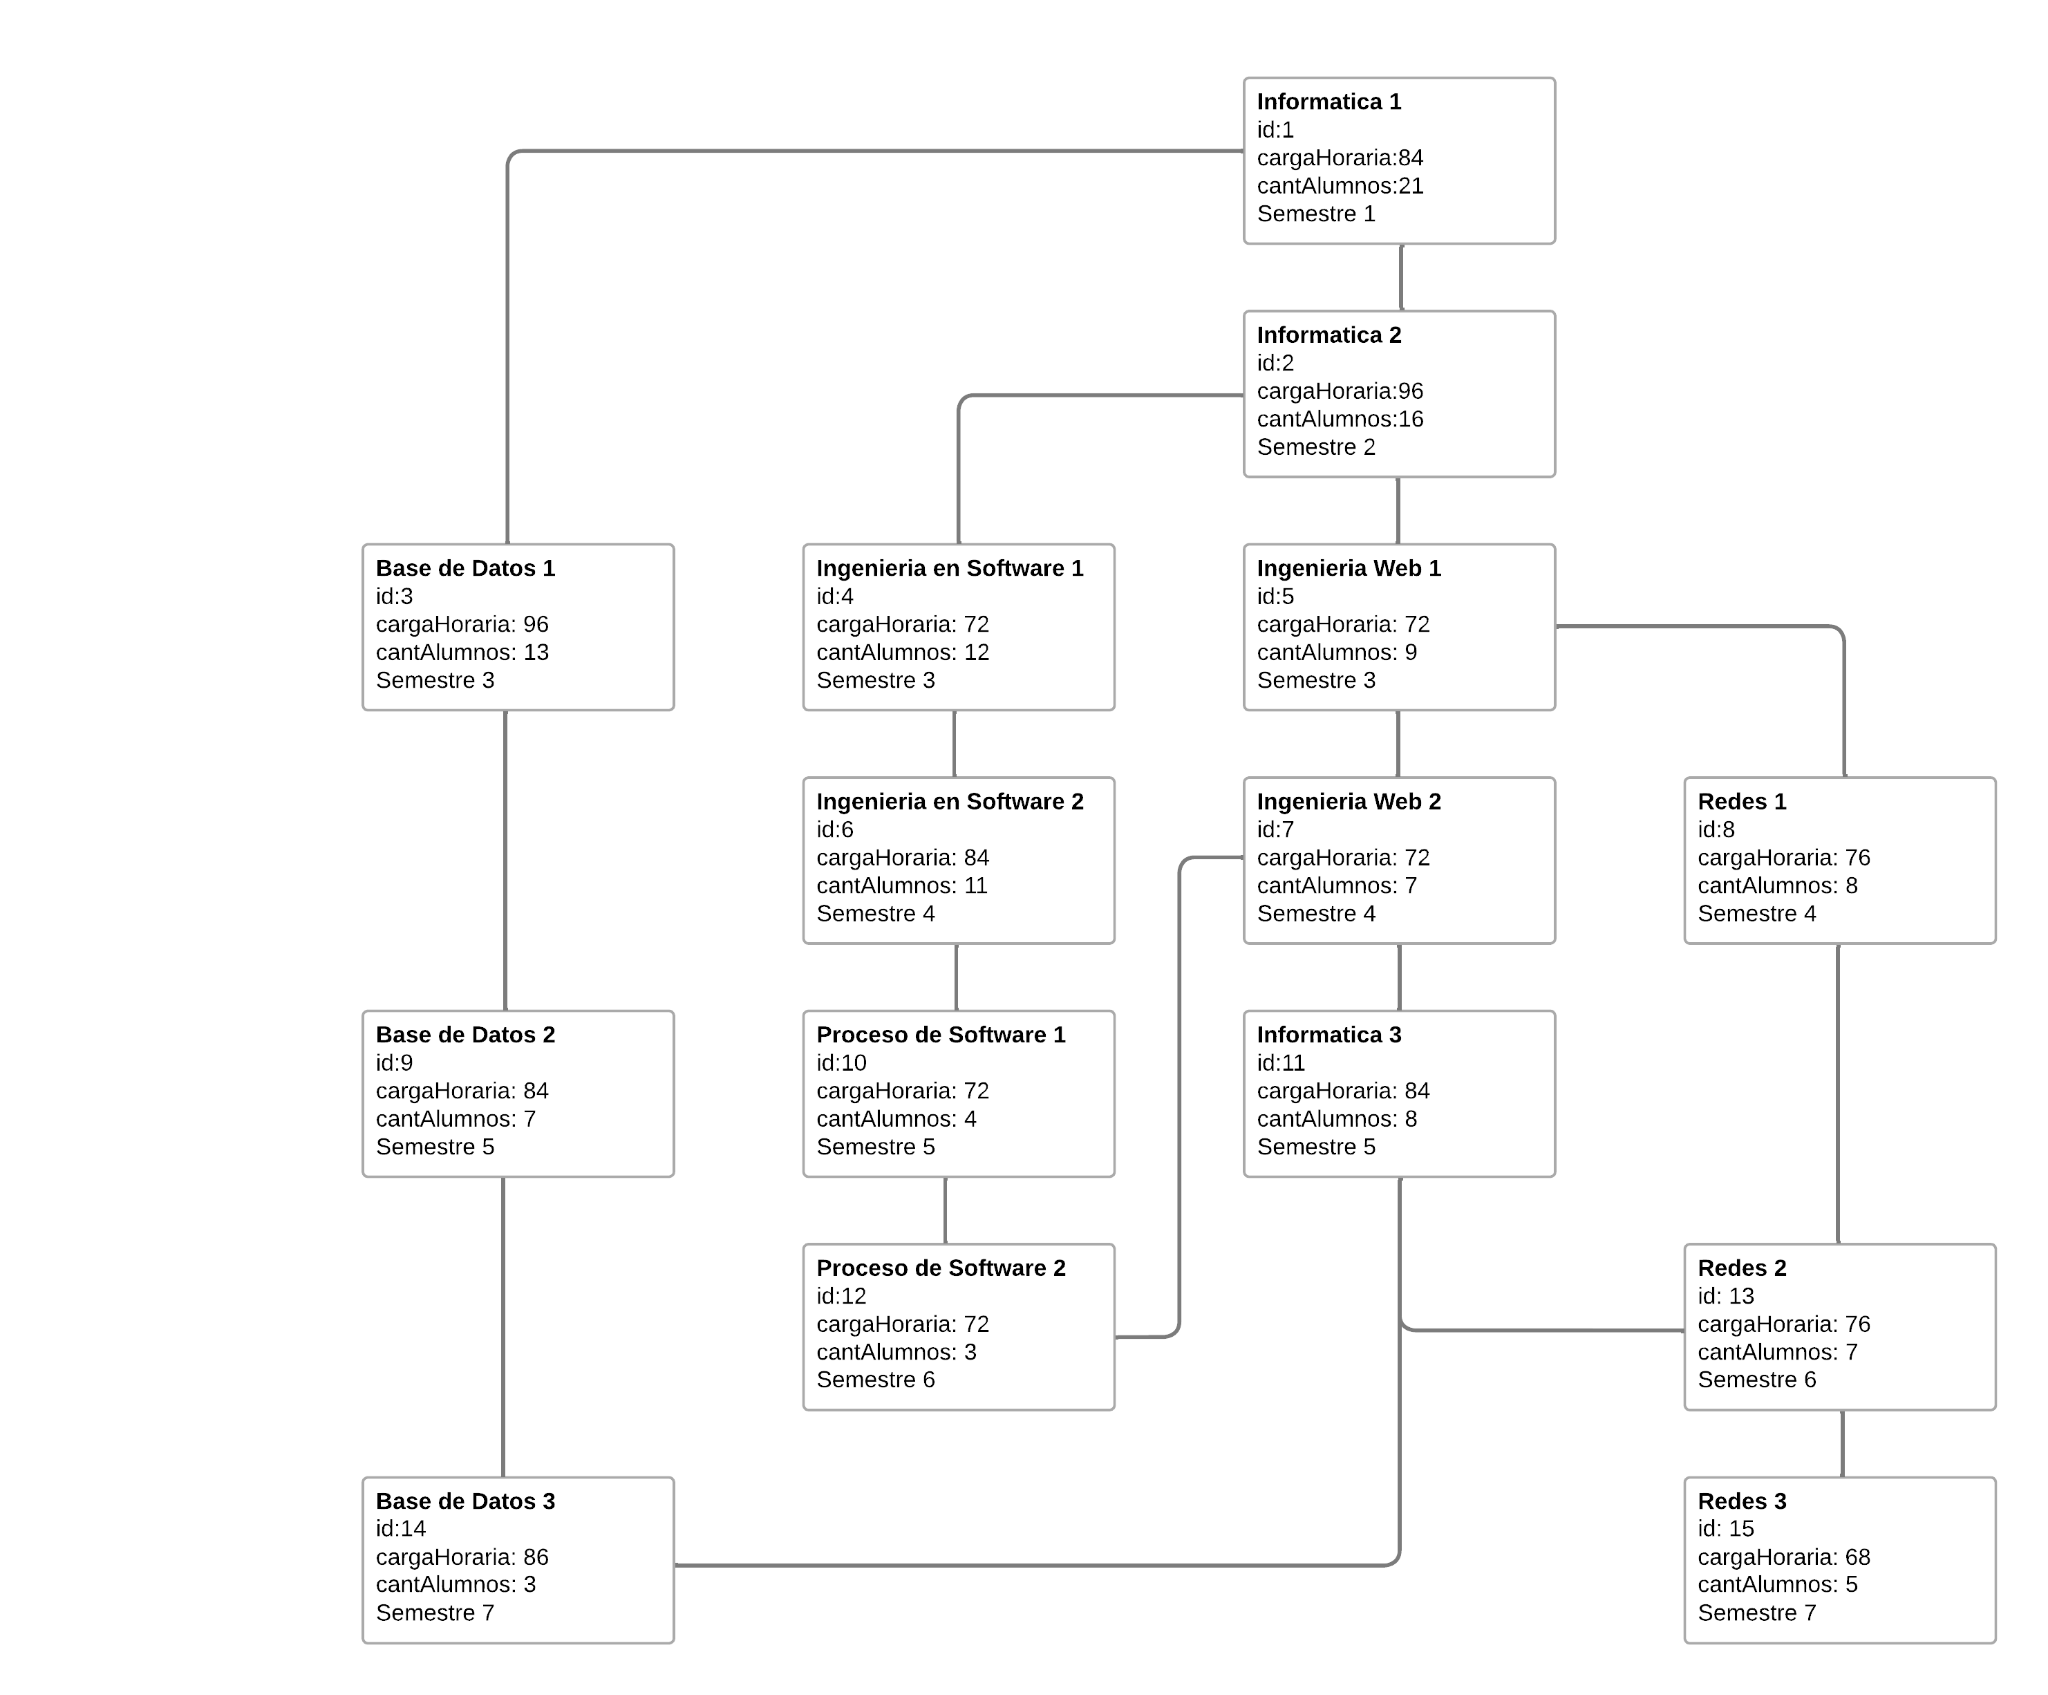 Informatica 1
id:1
cargaHoraria:84
cantAlumnos:21
Semestre 1
Informatica 2
id:2
cargaHoraria:96
cantAlumnos:16
Semestre 2
Base de Datos 1
id:3
cargaHoraria: 96
cantAlumnos: 13
Semestre 3
Ingenieria en Software 1
id:4
cargaHoraria: 72
cantAlumnos: 12
Semestre 3
Ingenieria Web 1
id:5
cargaHoraria: 72
cantAlumnos: 9
Semestre 3
Ingenieria en Software 2
id:6
cargaHoraria: 84
cantAlumnos: 11
Semestre 4
Ingenieria Web 2
id:7
cargaHoraria: 72
cantAlumnos: 7
Semestre 4
Redes 1
id:8
cargaHoraria: 76
cantAlumnos: 8
Semestre 4
Base de Datos 2
id:9
cargaHoraria: 84
cantAlumnos: 7
Semestre 5
Proceso de Software 1
id:10
cargaHoraria: 72
cantAlumnos: 4
Semestre 5
Informatica 3
id:11
cargaHoraria: 84
cantAlumnos: 8
Semestre 5
Proceso de Software 2
id:12
cargaHoraria: 72
cantAlumnos: 3
Semestre 6
Redes 2
id: 13
cargaHoraria: 76
cantAlumnos: 7
Semestre 6
Base de Datos 3
id:14
cargaHoraria: 86
cantAlumnos: 3
Semestre 7
Redes 3
id: 15
cargaHoraria: 68
cantAlumnos: 5
Semestre 7